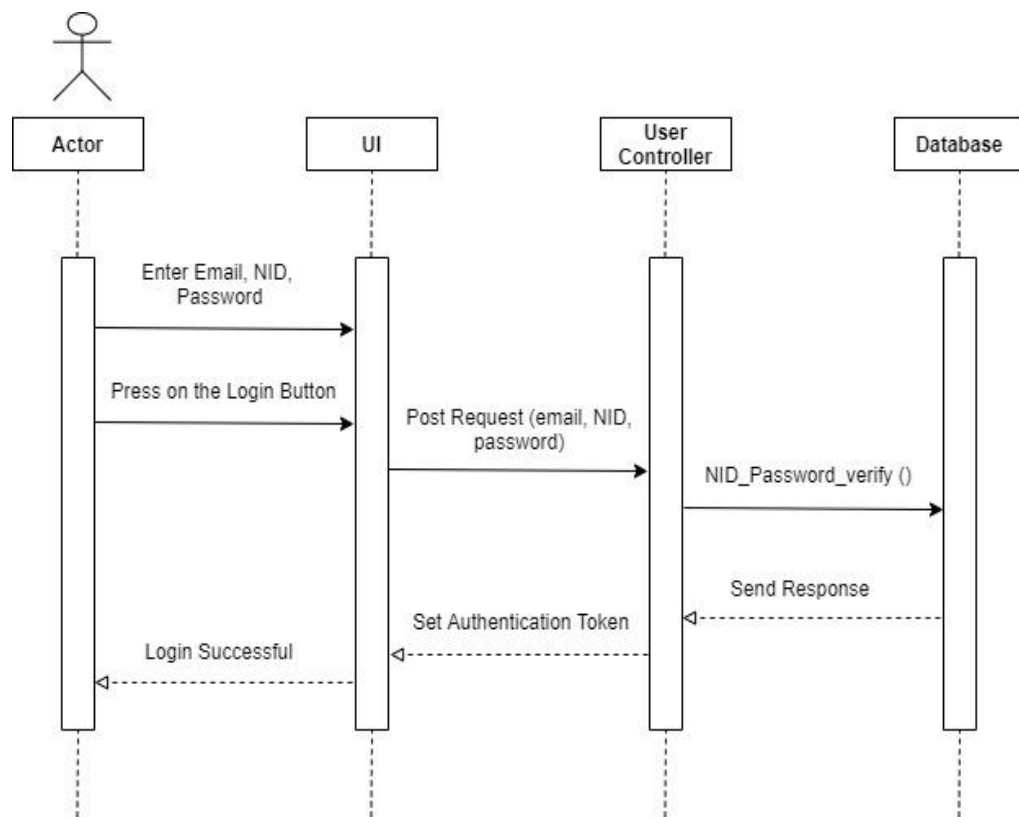 Actor
UI
User
Controller
Database
Enter Email, NID,
Password
Press on the Login Button
Post Request (email, NID,
password)
NID_Password_verify ()
Send Response
Set Authentication Token
Login Successful